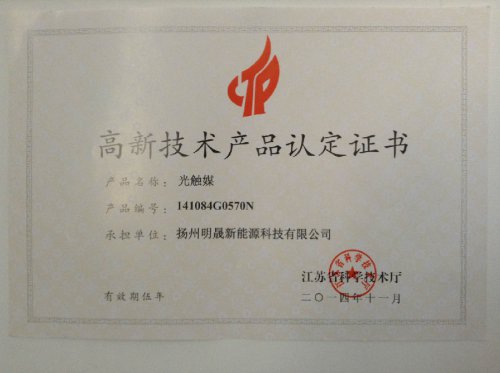 高新技术产品认定证书
产品名称：光触媒
产品编号：141084G0570N
承担单位：扬州明晟新能源科技有限公司
江苏省科学技术厅
有效期伍年
二〇一四年十一月